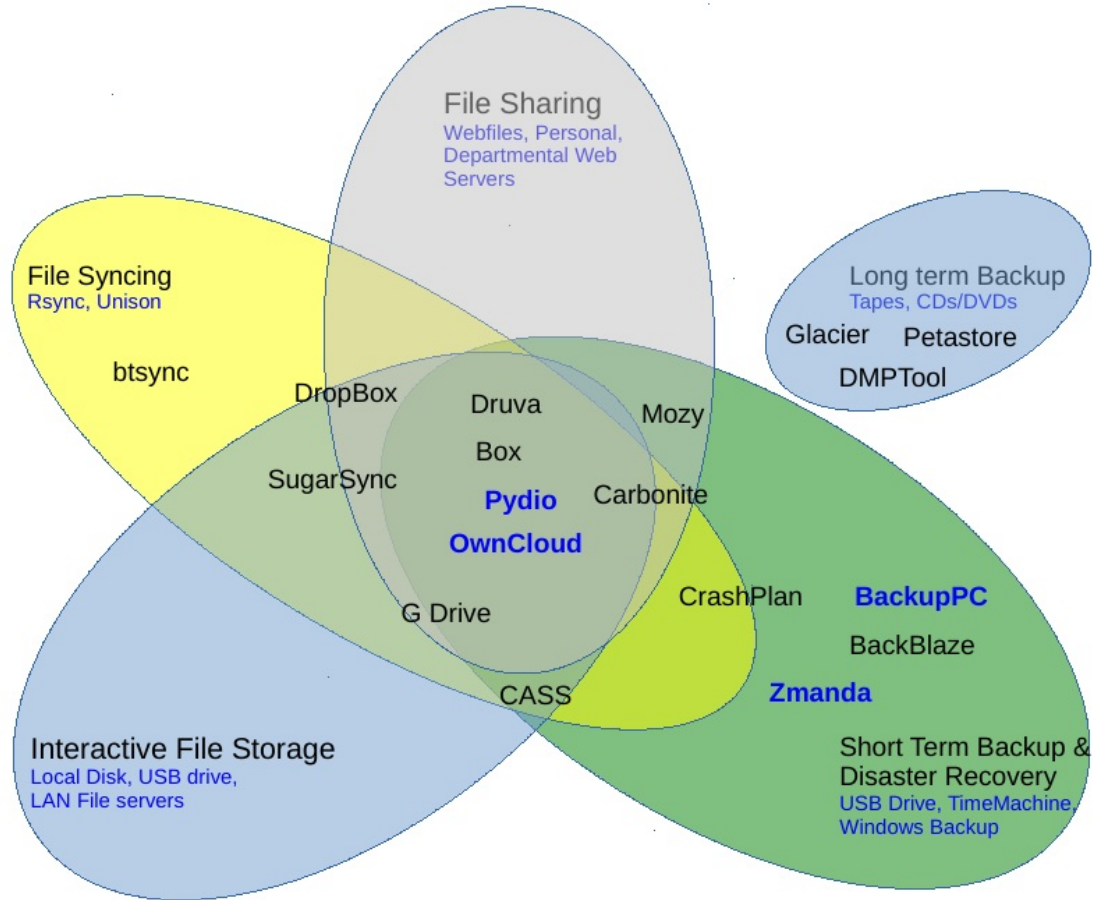 File Sharing
Webfiles, Personal,
Departmental Web
Servers
File Syncing
Rsync, Unison
btsync
Long term Backup
Tapes, CDs/DVDs
Glacier Petastore
DMPTool
DropBox
Druva
Mozy
Box
SugarSync
Pydio
Carbonite
OwnCloud
G Drive
CrashPlan
BackupPC
BackBlaze
CASS
Zmanda
Interactive File Storage
Local Disk, USB drive,
LAN File servers
Short Term Backup &
Disaster Recovery
USB Drive, TimeMachine,
Windows Backup